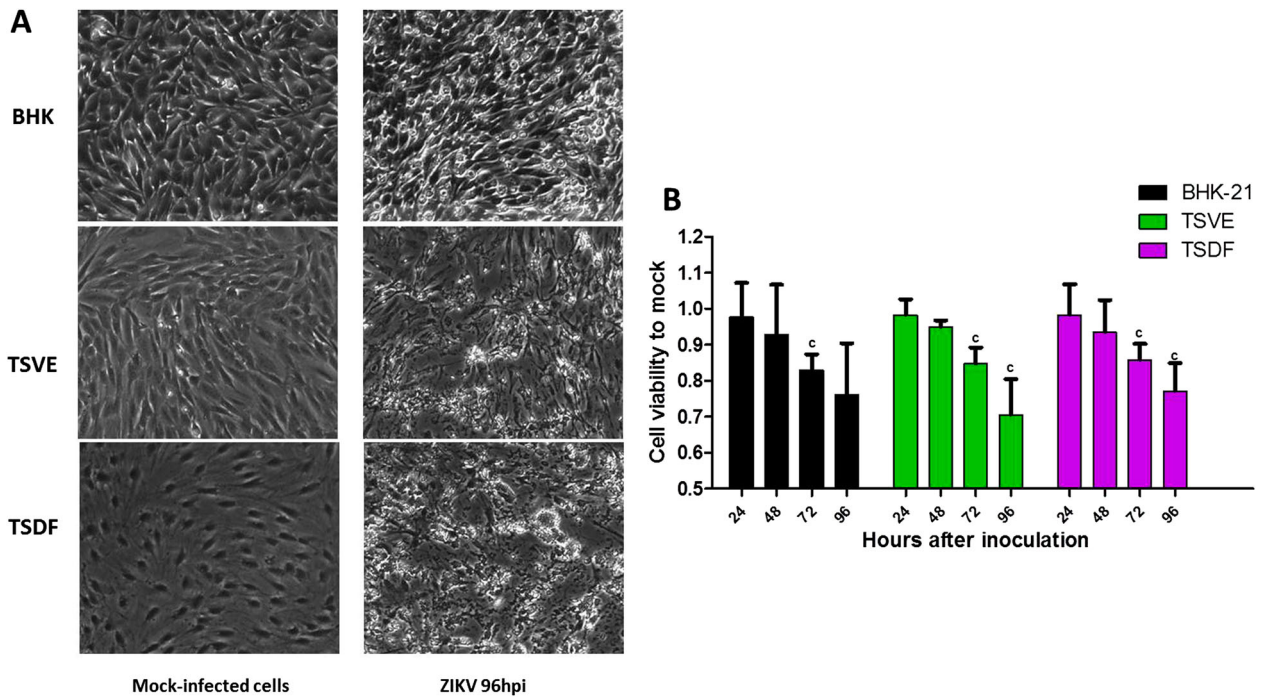 A
BHK
TSVE
TSDF
Mock-infected cells
ZIKV 96hpi
B
BHK-21
TSVE
TSDF
Cell viability to mock
1.2
1.1
1.0
0.9
0.8
0.7
0.6
0.5
c
c
c
c
c
24 48 72 96 24 48 72 96 24 48 72 96
Hours after inoculation